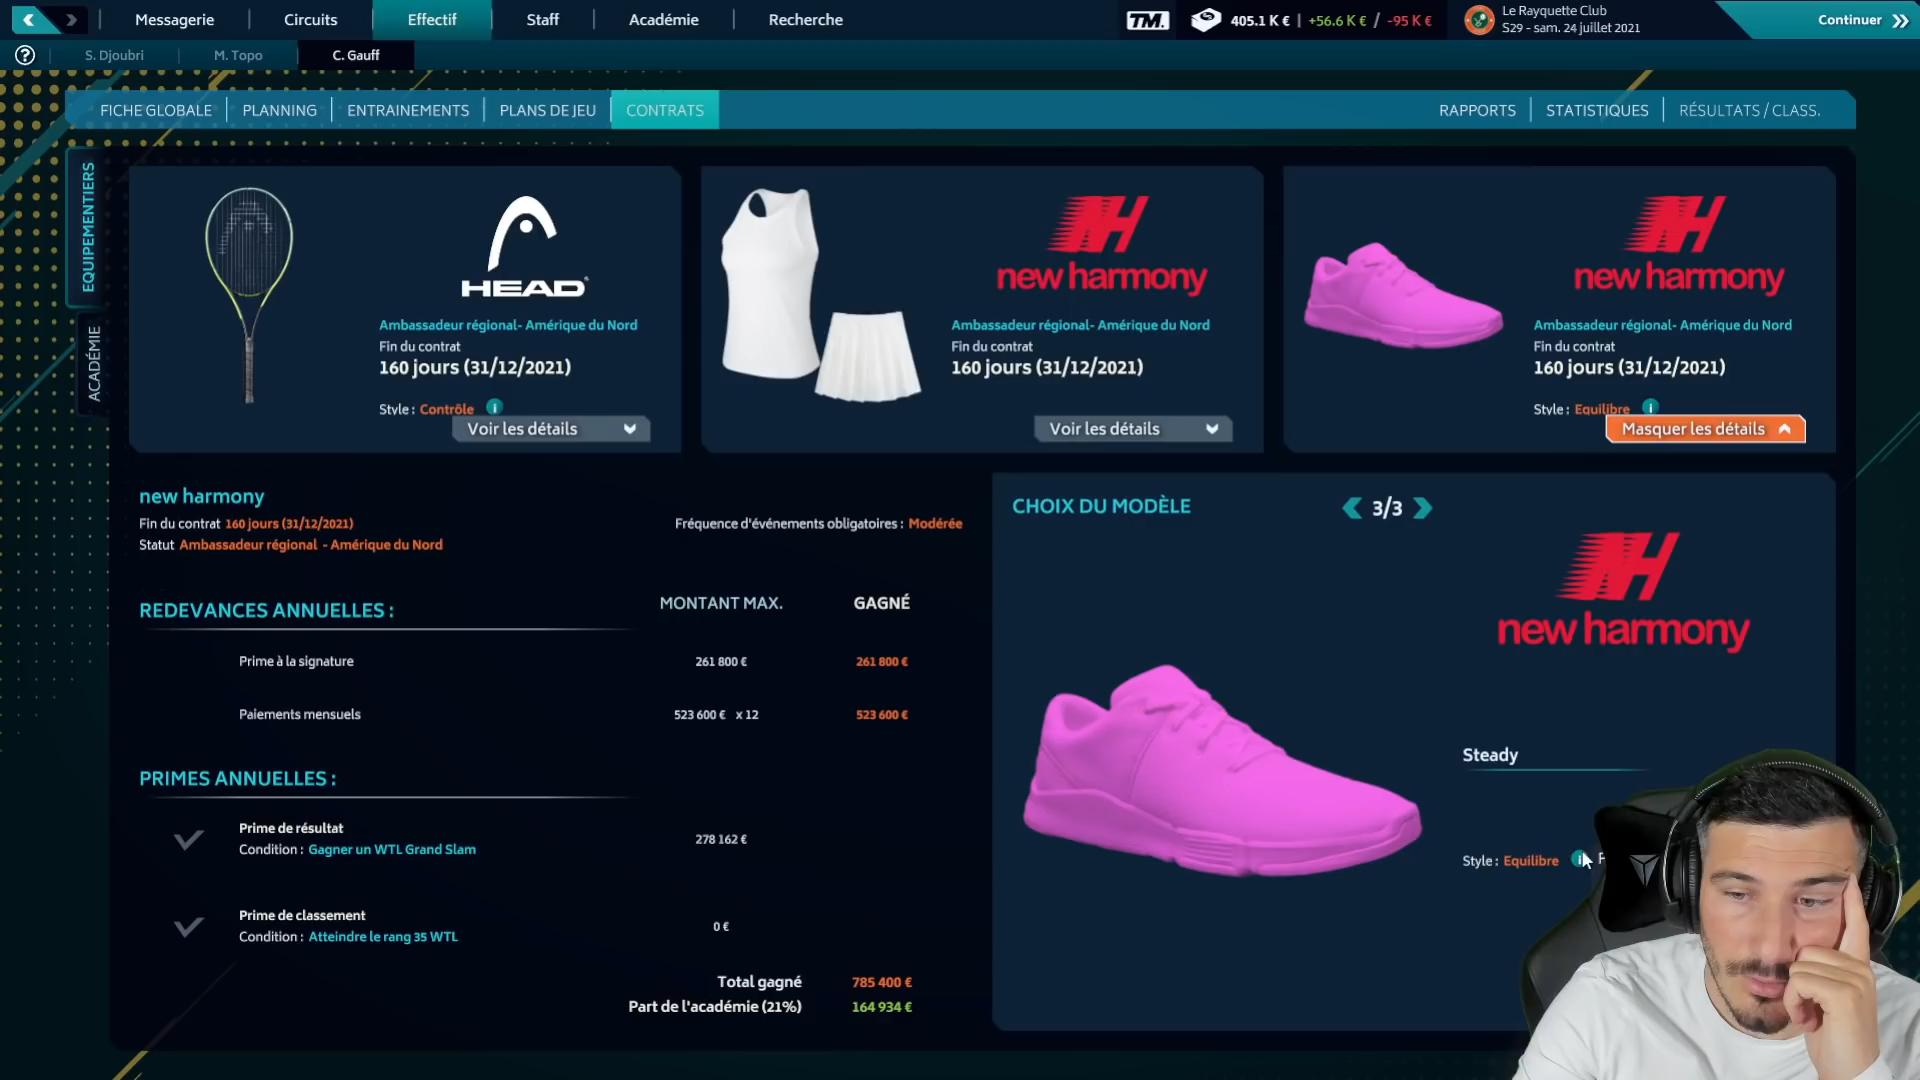 Messagerie
Circuits
Effectif
Staff
Académie
Recherche
TM.
405.1 K € | +56.6 K € / -95 K €
Le Rayquette Club
S29 - sam. 24 juillet 2021
Continuer
?
S. Djoubri
M. Topo
C. Gauff
FICHE GLOBALE
PLANNING
ENTRAINEMENTS
PLANS DE JEU
CONTRATS
RAPPORTS
STATISTIQUES
RÉSULTATS / CLASS.
EQUIPEMENTIERS
ACADÉMIE
HEAD
Ambassadeur régional- Amérique du Nord
Fin du contrat
160 jours (31/12/2021)
Style : Contrôle i
Voir les détails
NH
new harmony
Ambassadeur régional- Amérique du Nord
Fin du contrat
160 jours (31/12/2021)
Voir les détails
NH
new harmony
Ambassadeur régional- Amérique du Nord
Fin du contrat
160 jours (31/12/2021)
Style : Equilibre i
Masquer les détails
new harmony
Fin du contrat 160 jours (31/12/2021)
Fréquence d'événements obligatoires : Modérée
Statut Ambassadeur régional - Amérique du Nord
REDEVANCES ANNUELLES :
MONTANT MAX.
GAGNÉ
Prime à la signature
261 800 €
261 800 €
Paiements mensuels
523 600 € x 12
523 600 €
PRIMES ANNUELLES :
Prime de résultat
Condition : Gagner un WTL Grand Slam
278 162 €
Prime de classement
Condition : Atteindre le rang 35 WTL
0 €
Total gagné
785 400 €
Part de l'académie (21%)
164 934 €
CHOIX DU MODÈLE
3/3
NH
new harmony
Steady
Style : Equilibre i